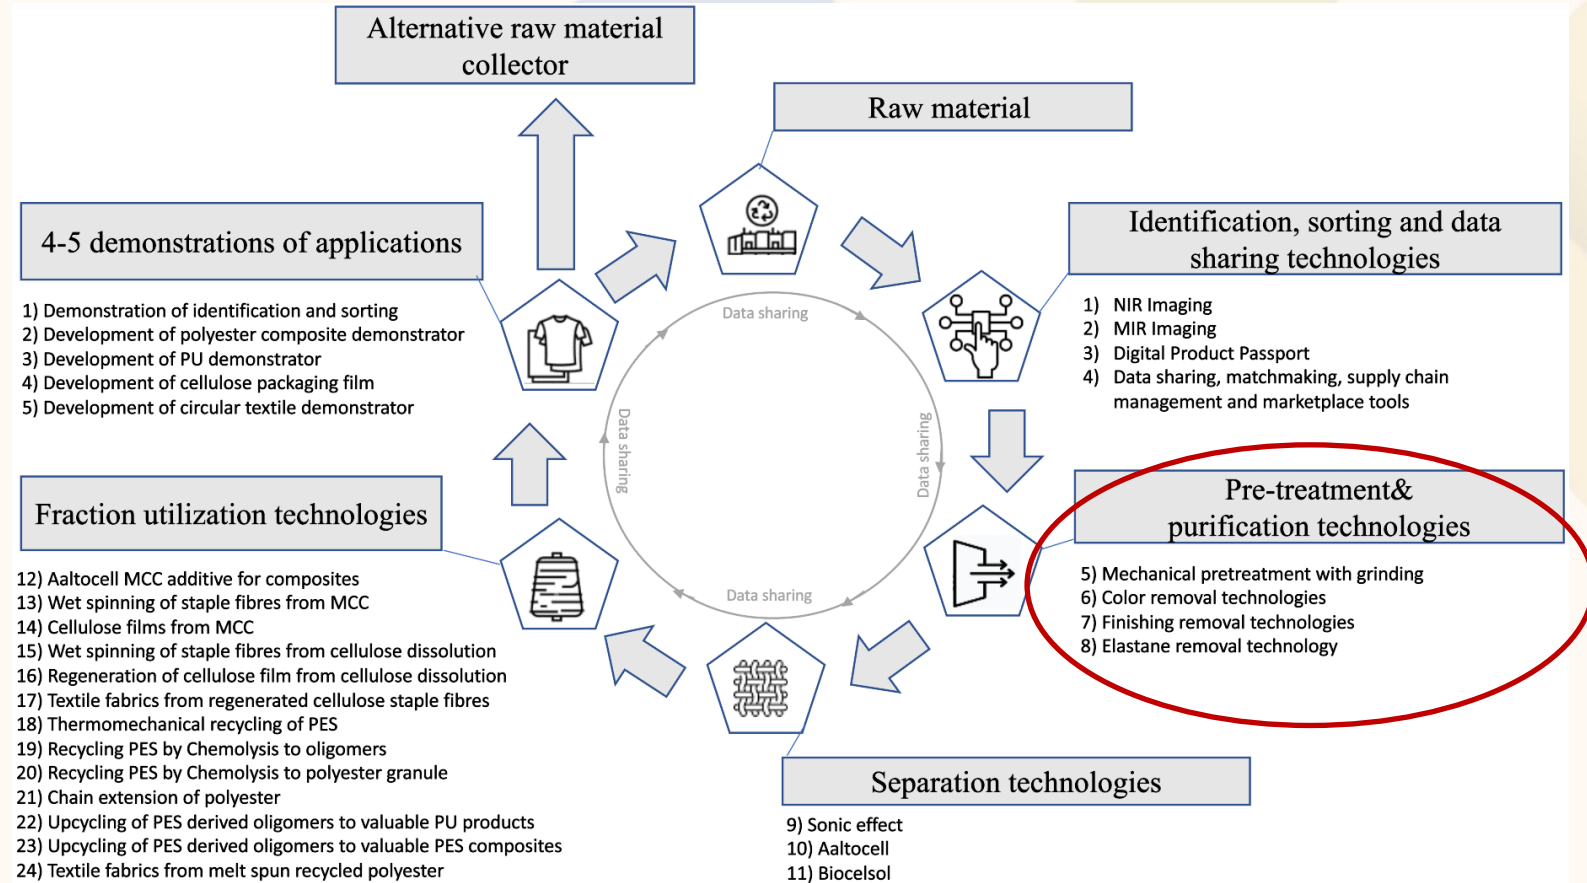 Alternative raw material
collector
Raw material
4-5 demonstrations of applications
1) Demonstration of identification and sorting
2) Development of polyester composite demonstrator
3) Development of PU demonstrator
4) Development of cellulose packaging film
5) Development of circular textile demonstrator
Identification, sorting and data
sharing technologies
1) NIR Imaging
2) MIR Imaging
3) Digital Product Passport
4) Data sharing, matchmaking, supply chain
management and marketplace tools
Data sharing
Data sharing
Data sharing
Data sharing
Pre-treatment&
purification technologies
5) Mechanical pretreatment with grinding
6) Color removal technologies
7) Finishing removal technologies
8) Elastane removal technology
Fraction utilization technologies
12) Aaltocell MCC additive for composites
13) Wet spinning of staple fibres from MCC
14) Cellulose films from MCC
15) Wet spinning of staple fibres from cellulose dissolution
16) Regeneration of cellulose film from cellulose dissolution
17) Textile fabrics from regenerated cellulose staple fibres
18) Thermomechanical recycling of PES
19) Recycling PES by Chemolysis to oligomers
20) Recycling PES by Chemolysis to polyester granule
21) Chain extension of polyester
22) Upcycling of PES derived oligomers to valuable PU products
23) Upcycling of PES derived oligomers to valuable PES composites
24) Textile fabrics from melt spun recycled polyester
Separation technologies
9) Sonic effect
10) Aaltocell
11) Biocelsol